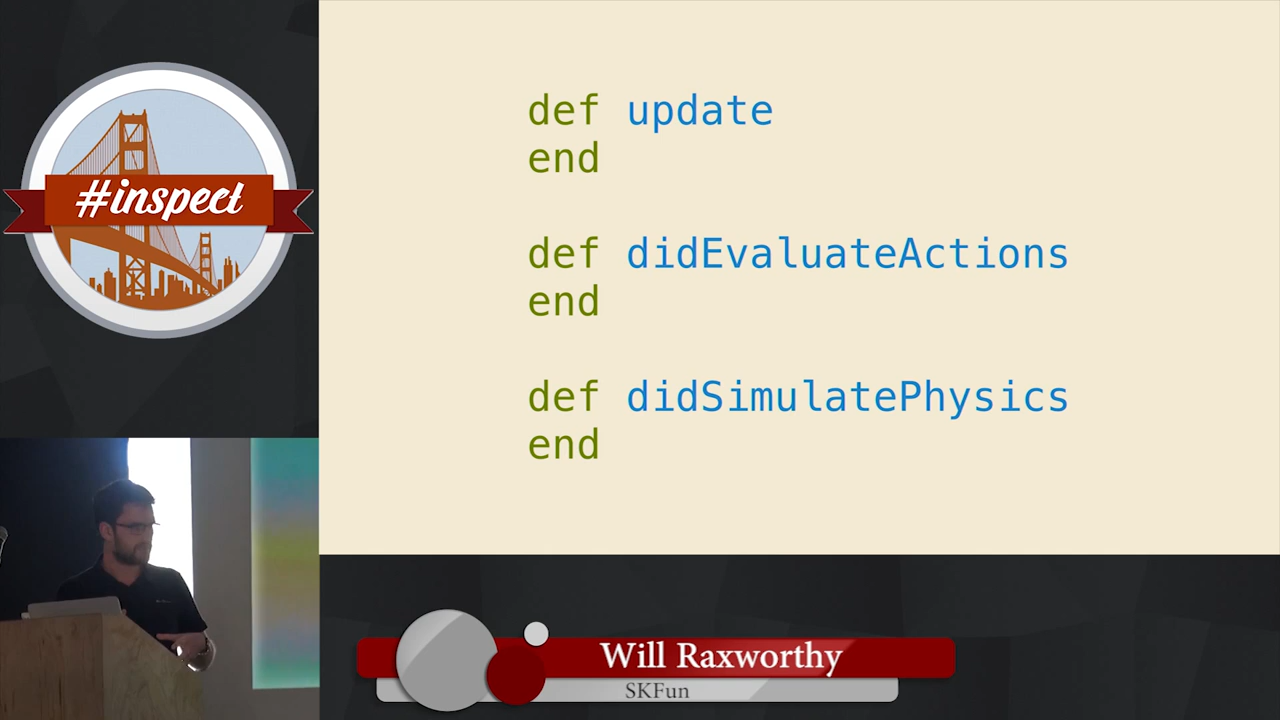 #inspect
def update
end
def didEvaluateActions
end
def didSimulatePhysics
end
Will Raxworthy
SKFun